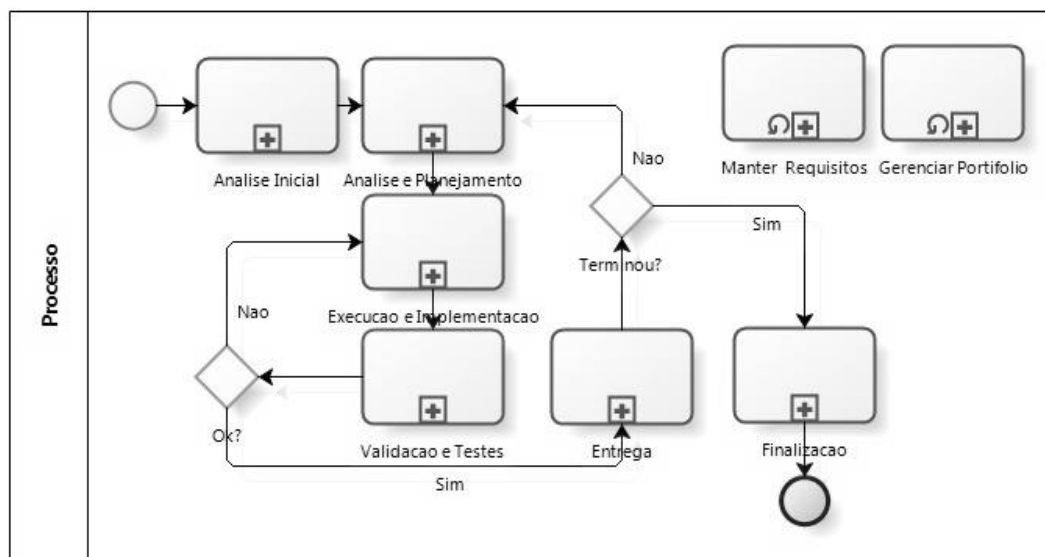 Processo
Analise Inicial
Analise e Planejamento
Nao
Manter Requisitos
Gerenciar Portifolio
Sim
Terminou?
Nao
Execucao e Implementacao
Ok?
Validacao e Testes
Entrega
Finalizacao
Sim